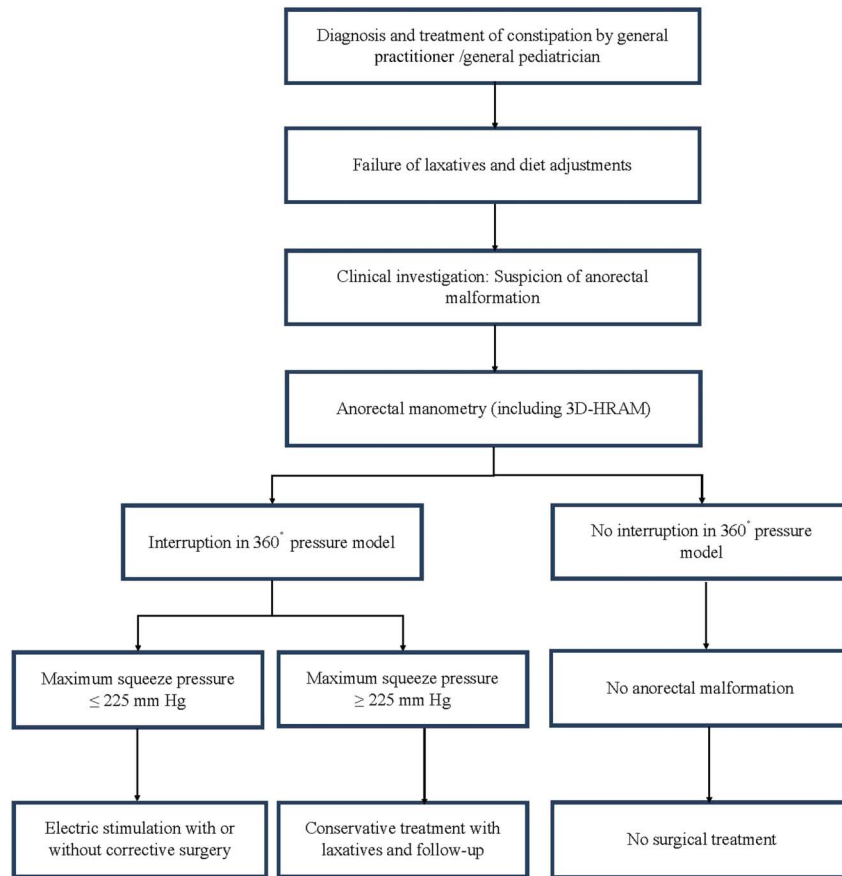 Diagnosis and treatment of constipation by general
practitioner /general pediatrician
Failure of laxatives and diet adjustments
Clinical investigation: Suspicion of anorectal
malformation
Anorectal manometry (including 3D-HRAM)
Interruption in 360° pressure model
No interruption in 360° pressure
model
Maximum squeeze pressure
≤ 225 mm Hg
Maximum squeeze pressure
≥ 225 mm Hg
No anorectal malformation
Electric stimulation with or
without corrective surgery
Conservative treatment with
laxatives and follow-up
No surgical treatment